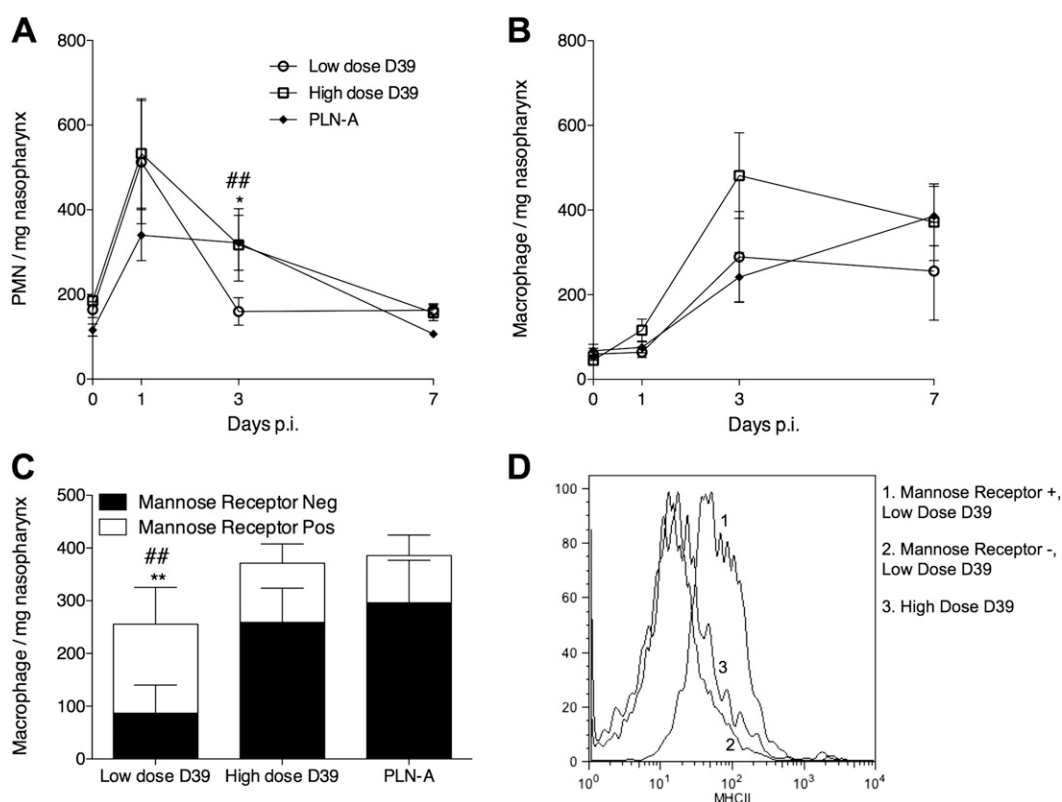 A
PMN / mg nasopharynx
800
600
400
200
0
Low dose D39
High dose D39
PLN-A
##
*
0 1 3 7
Days p.i.
B
Macrophage / mg nasopharynx
800
600
400
200
0
0 1 3 7
Days p.i.
C
Macrophage / mg nasopharynx
500
400
300
200
100
0
Mannose Receptor Neg
Mannose Receptor Pos
##
**
Low dose D39 High dose D39 PLN-A
D
100
80
60
40
20
0
1
3
2
10^0 10^1 10^2 10^3 10^4
MHCII
1. Mannose Receptor +,
Low Dose D39
2. Mannose Receptor -,
Low Dose D39
3. High Dose D39